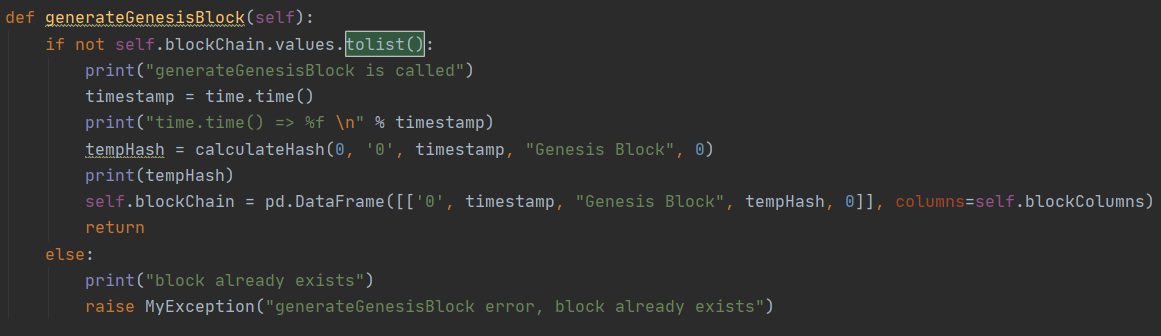 def generateGenesisBlock(self):
    if not self.blockChain.values.tolist():
        print("generateGenesisBlock is called")
        timestamp = time.time()
        print("time.time() => %f \n" % timestamp)
        tempHash = calculateHash(0, '0', timestamp, "Genesis Block", 0)
        print(tempHash)
        self.blockChain = pd.DataFrame([['0', timestamp, "Genesis Block", tempHash, 0]], columns=self.blockColumns)
        return
    else:
        print("block already exists")
        raise MyException("generateGenesisBlock error, block already exists")